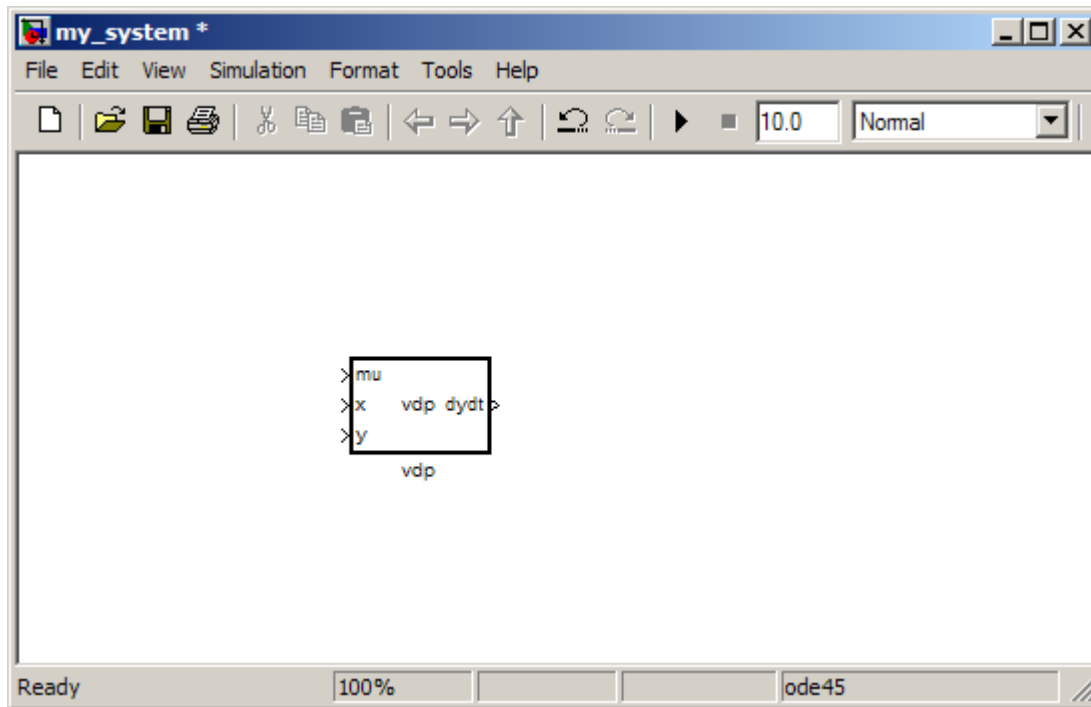 my_system *
File Edit View Simulation Format Tools Help
10.0 Normal
mu
x vdp dydt
y
vdp
Ready 100% ode45